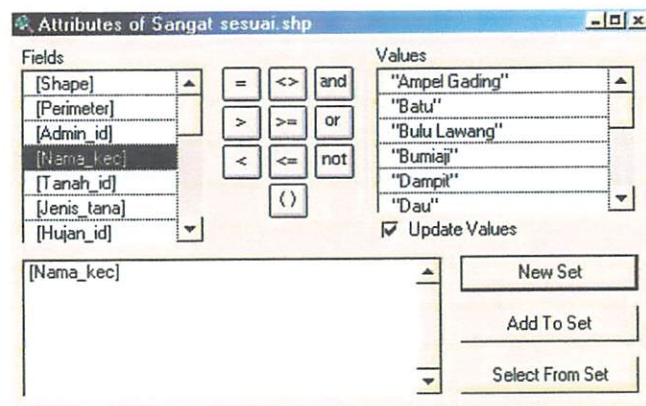 Attributes of Sangat sesuai.shp
Fields
[Shape]
[Perimeter]
[Admin_id]
[Nama_kec]
[Tanah_id]
[Jenis_tana]
[Hujan_id]
= <> and
> >= or
< <= not
()
Values
"Ampel Gading"
"Batu"
"Bulu Lawang"
"Bumiaji"
"Dampit"
"Dau"
Update Values
[Nama_kec]
New Set
Add To Set
Select From Set